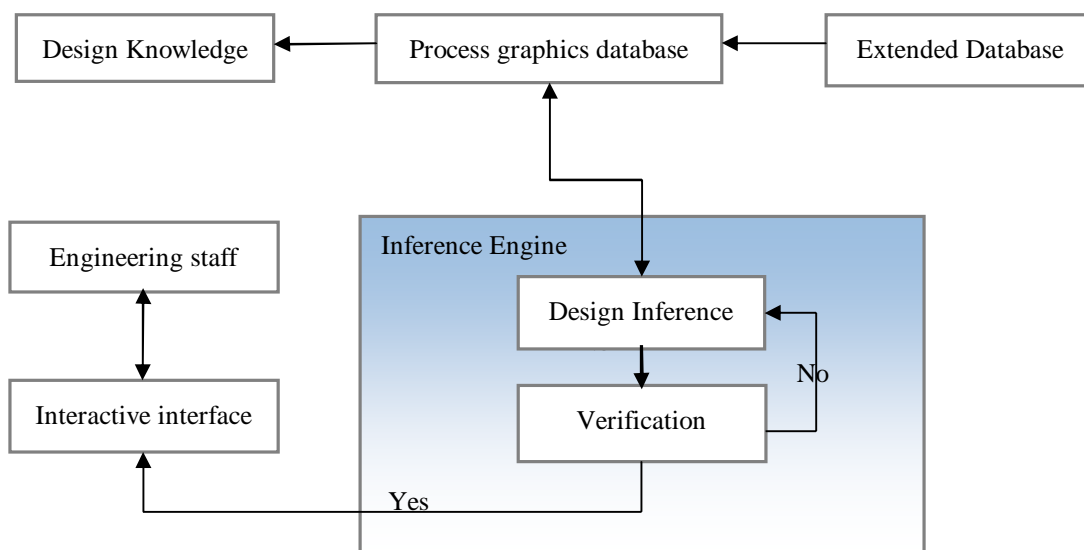 Design Knowledge
Process graphics database
Extended Database
Inference Engine
Engineering staff
Design Inference
No
Interactive interface
Verification
Yes